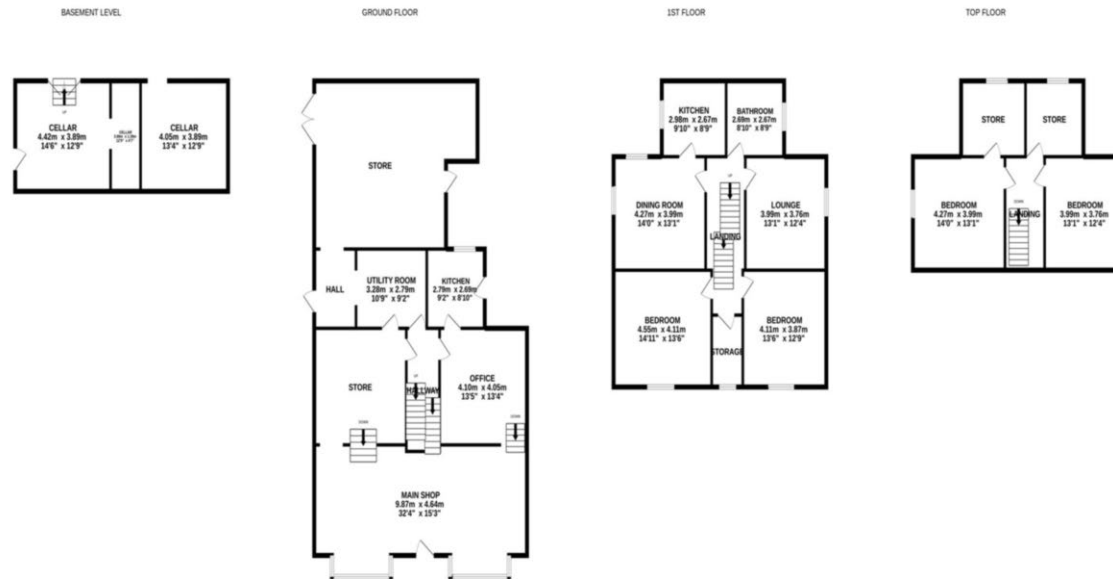 BASEMENT LEVEL
GROUND FLOOR
1ST FLOOR
TOP FLOOR
UP
CELLAR
4.42m x 3.89m
14'6" x 12'9"
CELLAR
CELLAR
4.05m x 3.89m
13'4" x 12'9"
STORE
HALL
UTILITY ROOM
3.28m x 2.79m
10'9" x 9'2"
KITCHEN
2.79m x 2.69m
9'2" x 8'10"
STORE
DOWN
UP
HALLWAY
OFFICE
4.10m x 4.05m
13'5" x 13'4"
DOWN
MAIN SHOP
9.87m x 4.64m
32'4" x 15'3"
KITCHEN
2.98m x 2.67m
9'10" x 8'9"
BATHROOM
2.69m x 2.67m
8'10" x 8'9"
DINING ROOM
4.27m x 3.99m
14'0" x 13'1"
UP
LANDING
LOUNGE
3.99m x 3.76m
13'1" x 12'4"
BEDROOM
4.55m x 4.11m
14'11" x 13'6"
STORAGE
BEDROOM
4.11m x 3.87m
13'6" x 12'9"
STORE
STORE
BEDROOM
4.27m x 3.99m
14'0" x 13'1"
DOWN
LANDING
BEDROOM
3.99m x 3.76m
13'1" x 12'4"